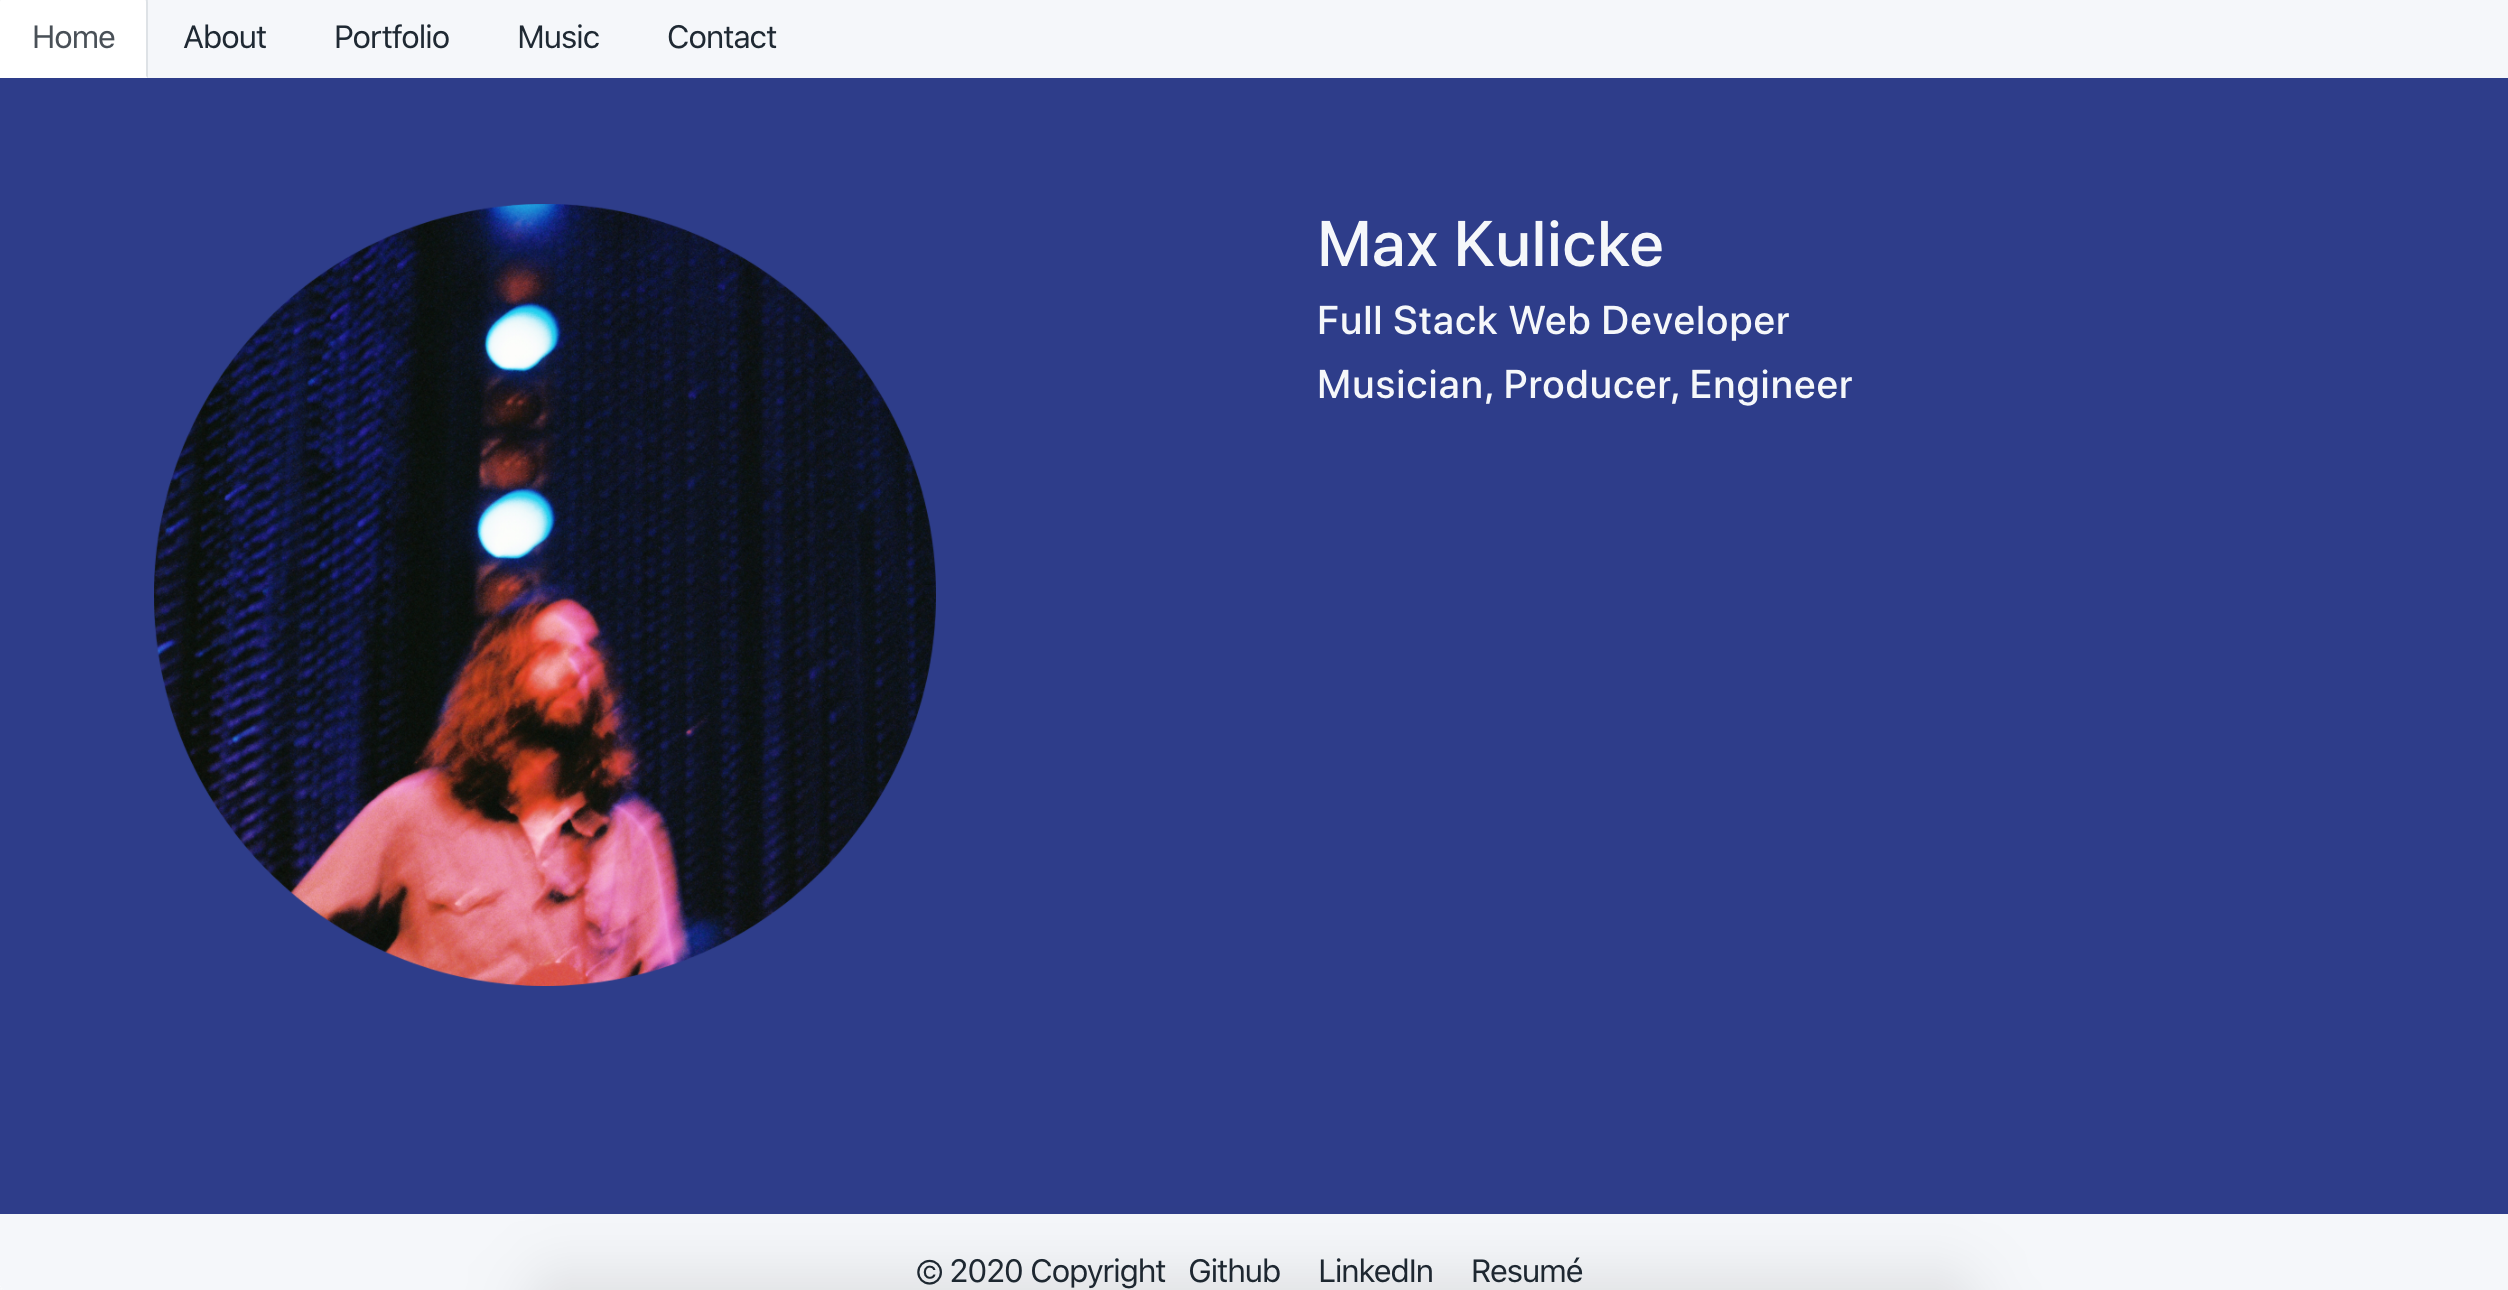 Home About Portfolio Music Contact
Max Kulicke
Full Stack Web Developer
Musician, Producer, Engineer
© 2020 Copyright Github LinkedIn Resumé